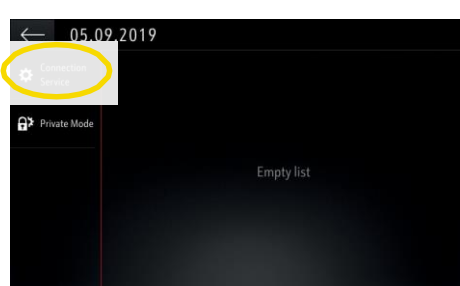 05.09.2019
Connection
Service
Private Mode
Empty list